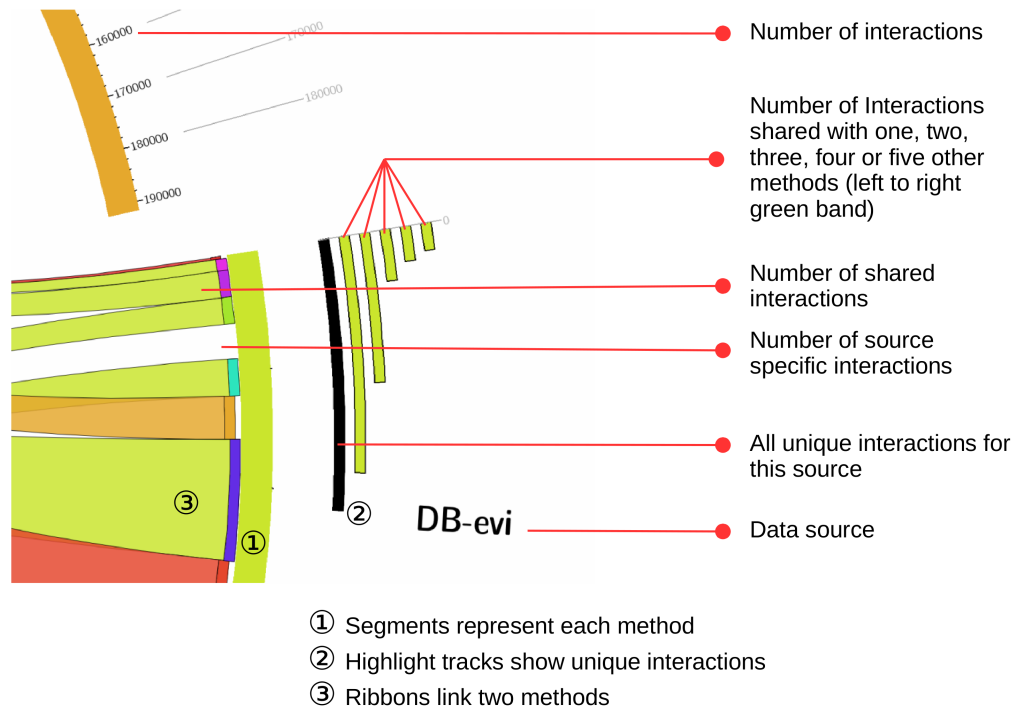 160000
170000
180000
190000
170000
180000
0
Number of interactions
Number of Interactions
shared with one, two,
three, four or five other
methods (left to right
green band)
Number of shared
interactions
Number of source
specific interactions
All unique interactions for
this source
③
①
②
DB-evi
Data source
① Segments represent each method
② Highlight tracks show unique interactions
③ Ribbons link two methods